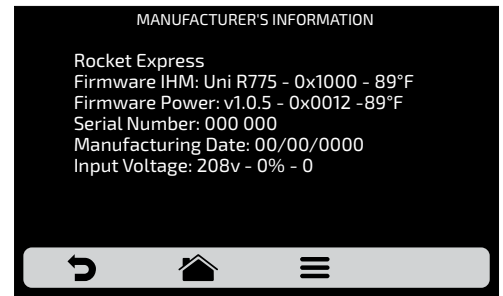 MANUFACTURER'S INFORMATION
Rocket Express
Firmware IHM: Uni R775 - 0x1000 - 89°F
Firmware Power: v1.0.5 - 0x0012 -89°F
Serial Number: 000 000
Manufacturing Date: 00/00/0000
Input Voltage: 208v - 0% - 0